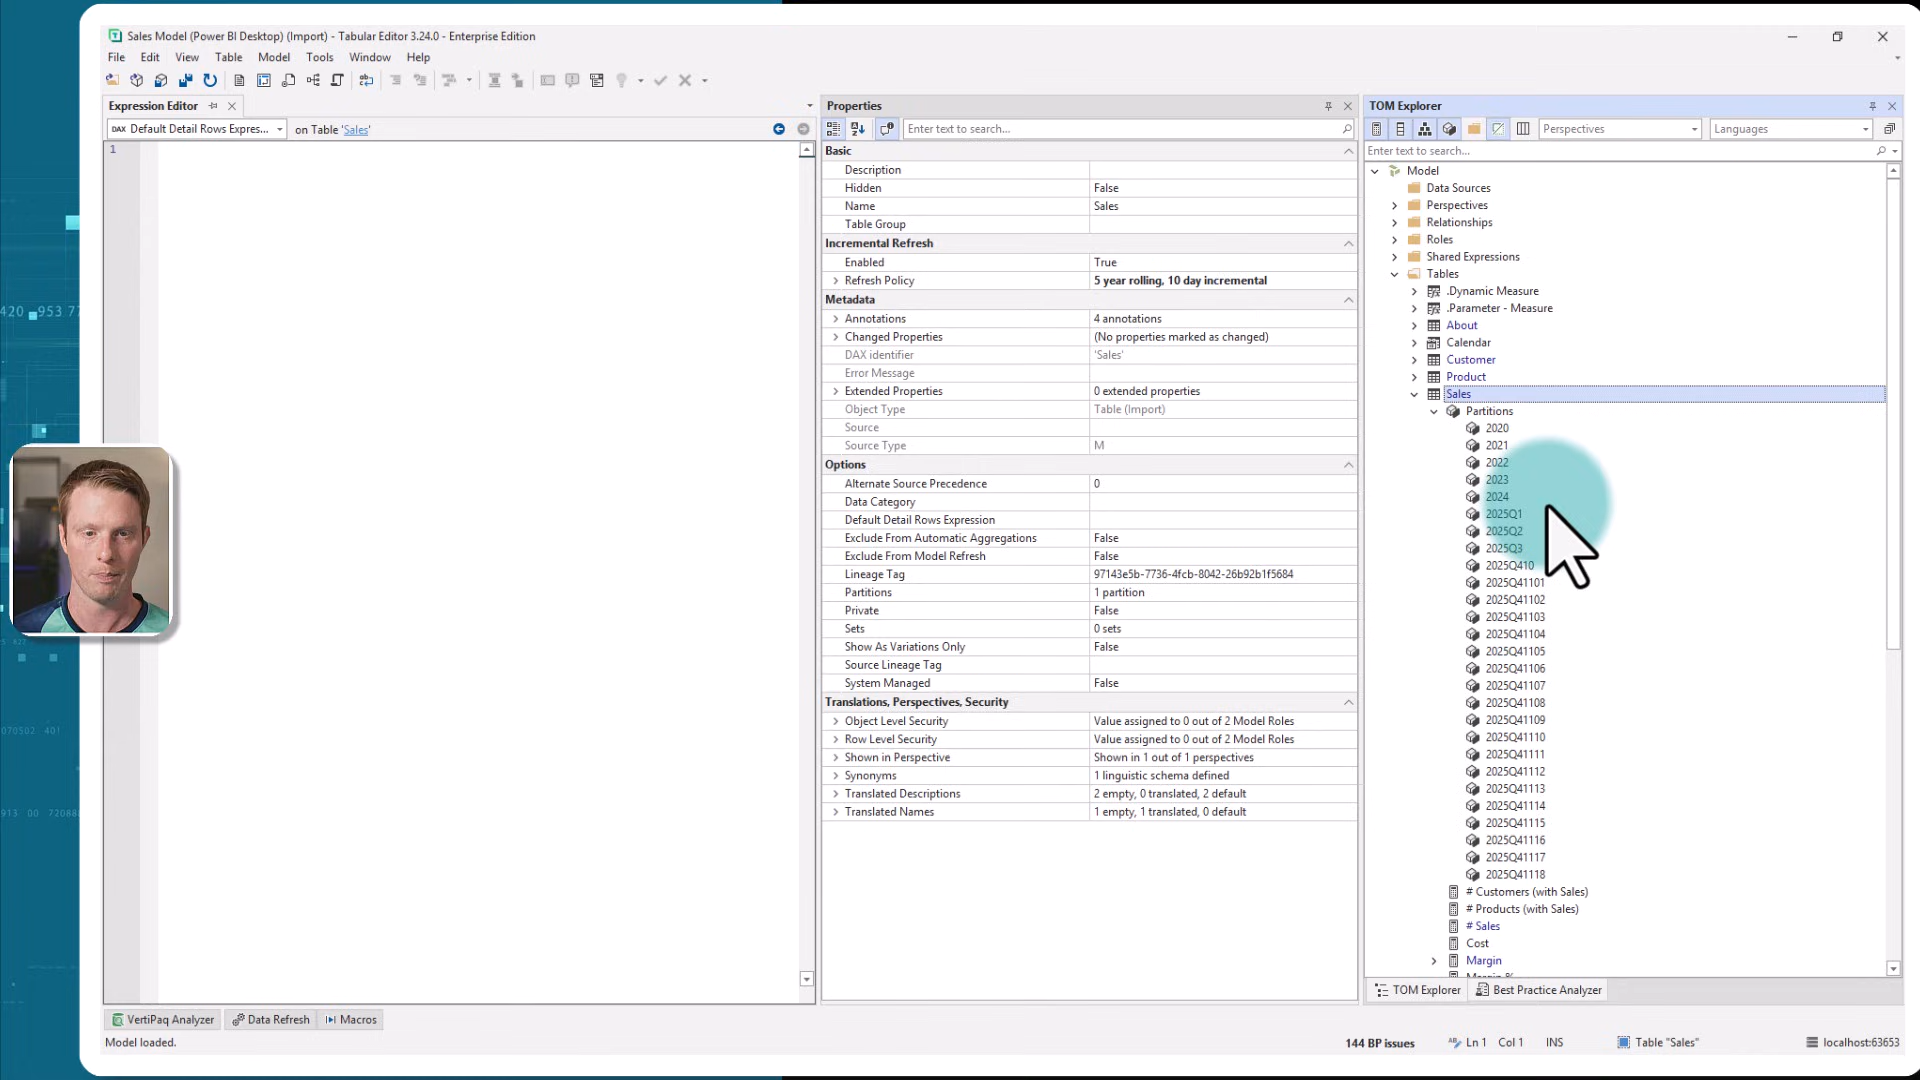 Sales Model (Power BI Desktop) (Import) - Tabular Editor 3.24.0 - Enterprise Edition
File Edit View Table Model Tools Window Help
Expression Editor
DAX Default Detail Rows Expres... on Table 'Sales'
1
Properties
Enter text to search...
Basic
Description
Hidden False
Name Sales
Table Group
Incremental Refresh
Enabled True
Refresh Policy 5 year rolling, 10 day incremental
Metadata
Annotations 4 annotations
Changed Properties (No properties marked as changed)
DAX identifier 'Sales'
Error Message
Extended Properties 0 extended properties
Object Type Table (Import)
Source
Source Type M
Options
Alternate Source Precedence 0
Data Category
Default Detail Rows Expression
Exclude From Automatic Aggregations False
Exclude From Model Refresh False
Lineage Tag 97143e5b-7736-4fcb-8042-26b92b1f5684
Partitions 1 partition
Private False
Sets 0 sets
Show As Variations Only False
Source Lineage Tag
System Managed False
Translations, Perspectives, Security
Object Level Security Value assigned to 0 out of 2 Model Roles
Row Level Security Value assigned to 0 out of 2 Model Roles
Shown in Perspective Shown in 1 out of 1 perspectives
Synonyms 1 linguistic schema defined
Translated Descriptions 2 empty, 0 translated, 2 default
Translated Names 1 empty, 1 translated, 0 default
TOM Explorer
Perspectives Languages
Enter text to search...
Model
Data Sources
Perspectives
Relationships
Roles
Shared Expressions
Tables
.Dynamic Measure
.Parameter - Measure
About
Calendar
Customer
Product
Sales
Partitions
2020
2021
2022
2023
2024
2025Q1
2025Q2
2025Q3
2025Q410
2025Q41101
2025Q41102
2025Q41103
2025Q41104
2025Q41105
2025Q41106
2025Q41107
2025Q41108
2025Q41109
2025Q41110
2025Q41111
2025Q41112
2025Q41113
2025Q41114
2025Q41115
2025Q41116
2025Q41117
2025Q41118
# Customers (with Sales)
# Products (with Sales)
# Sales
Cost
Margin
TOM Explorer Best Practice Analyzer
VertiPaq Analyzer Data Refresh Macros
Model loaded. 144 BP issues Ln 1 Col 1 INS Table "Sales" localhost:63653